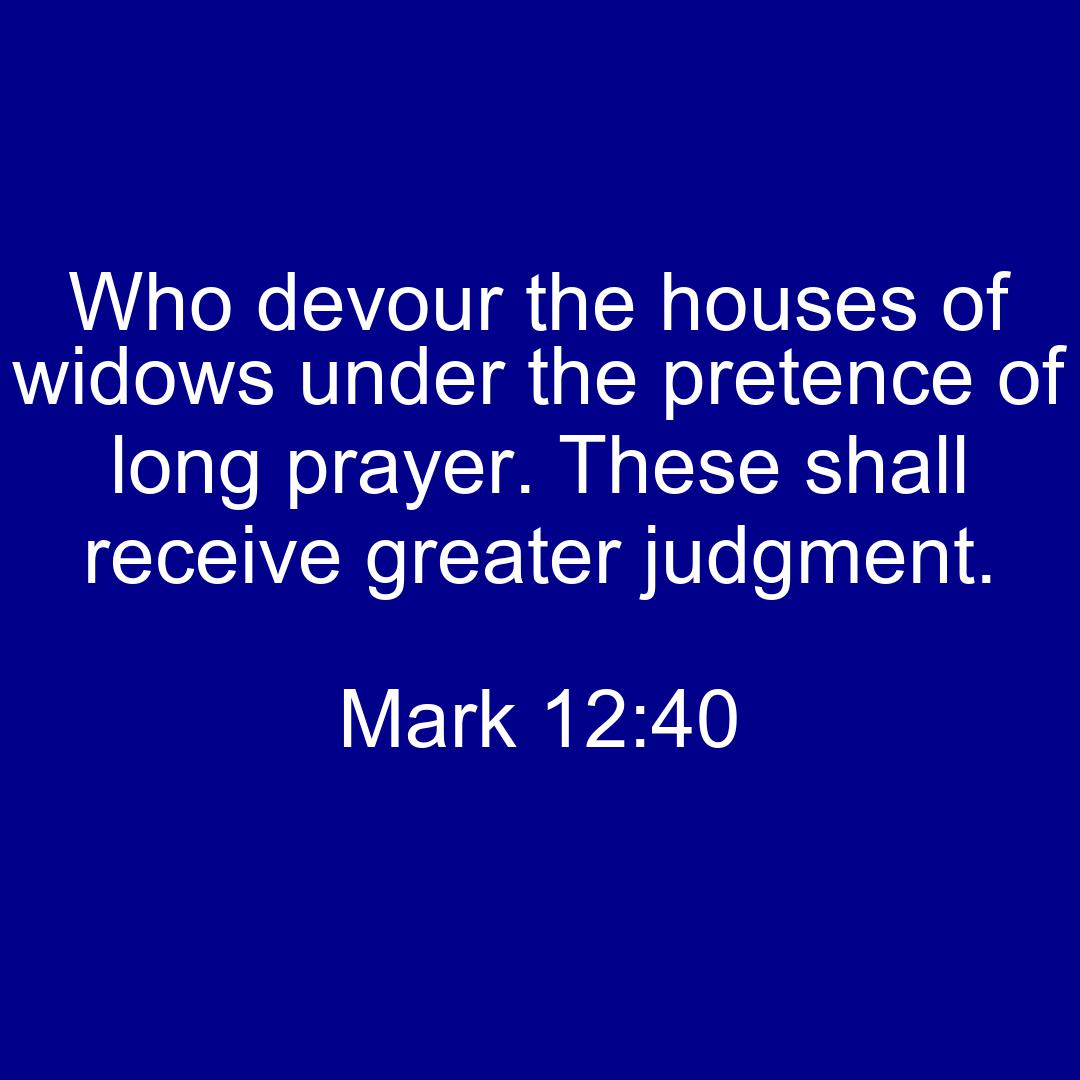 Who devour the houses of
widows under the pretence of
long prayer. These shall
receive greater judgment.
Mark 12:40